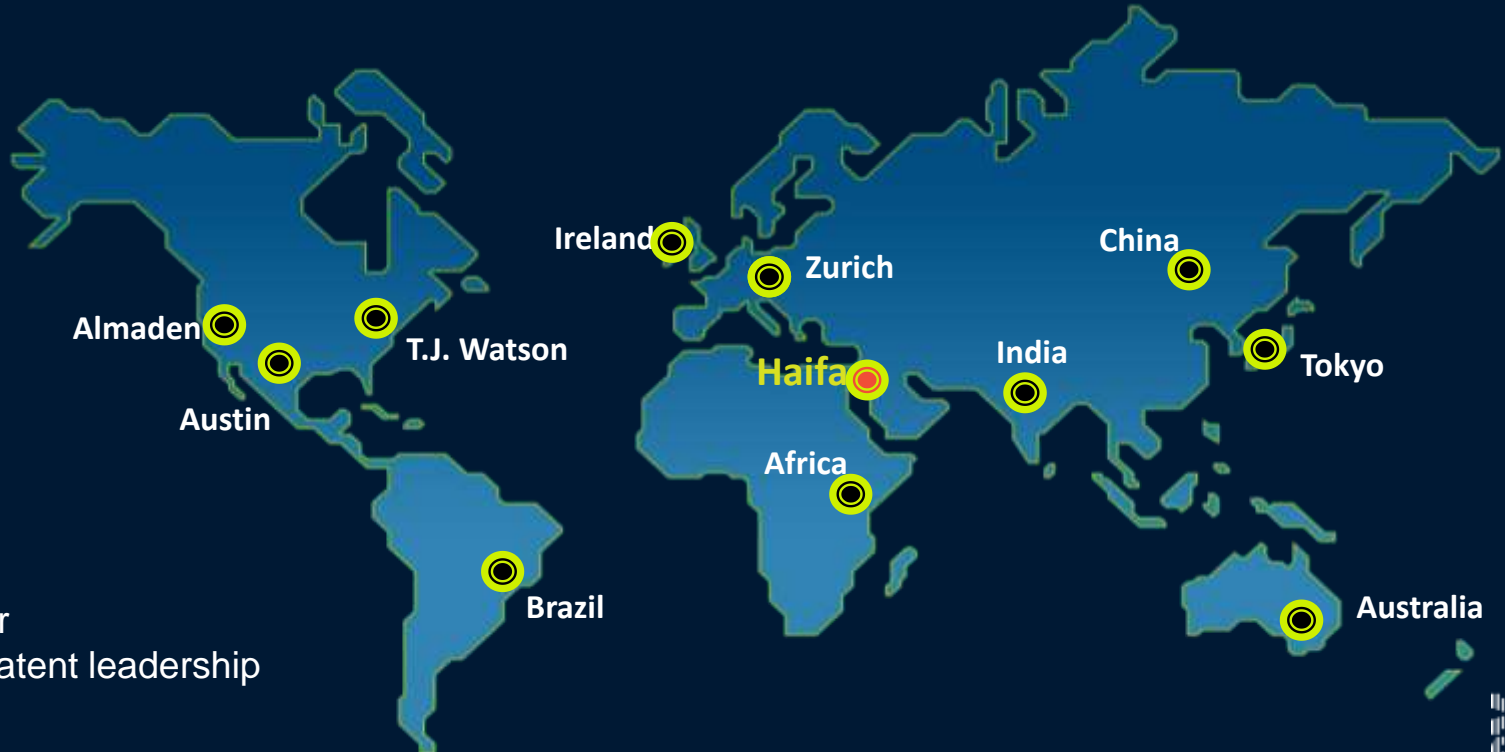 Ireland
China
Zurich
Almaden
T.J. Watson
India
Tokyo
Haifa
Austin
Africa
Brazil
Australia
r
atent leadership